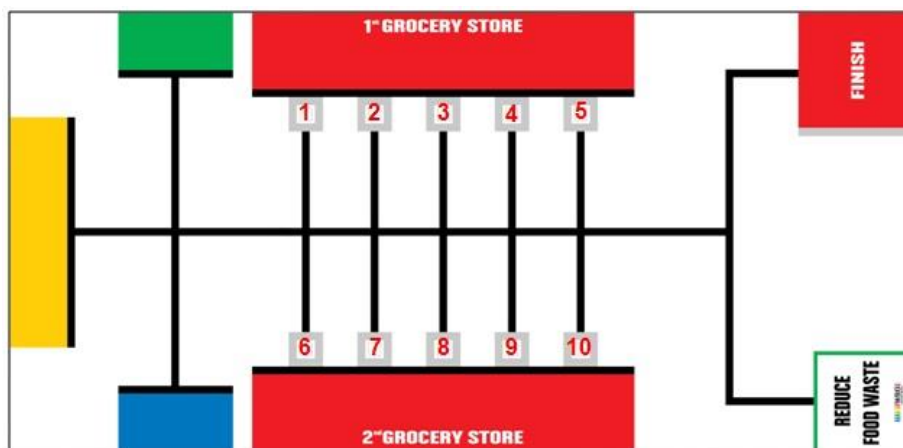 1st GROCERY STORE
1 2 3 4 5
FINISH
6 7 8 9 10
2nd GROCERY STORE
REDUCE
FOOD WASTE